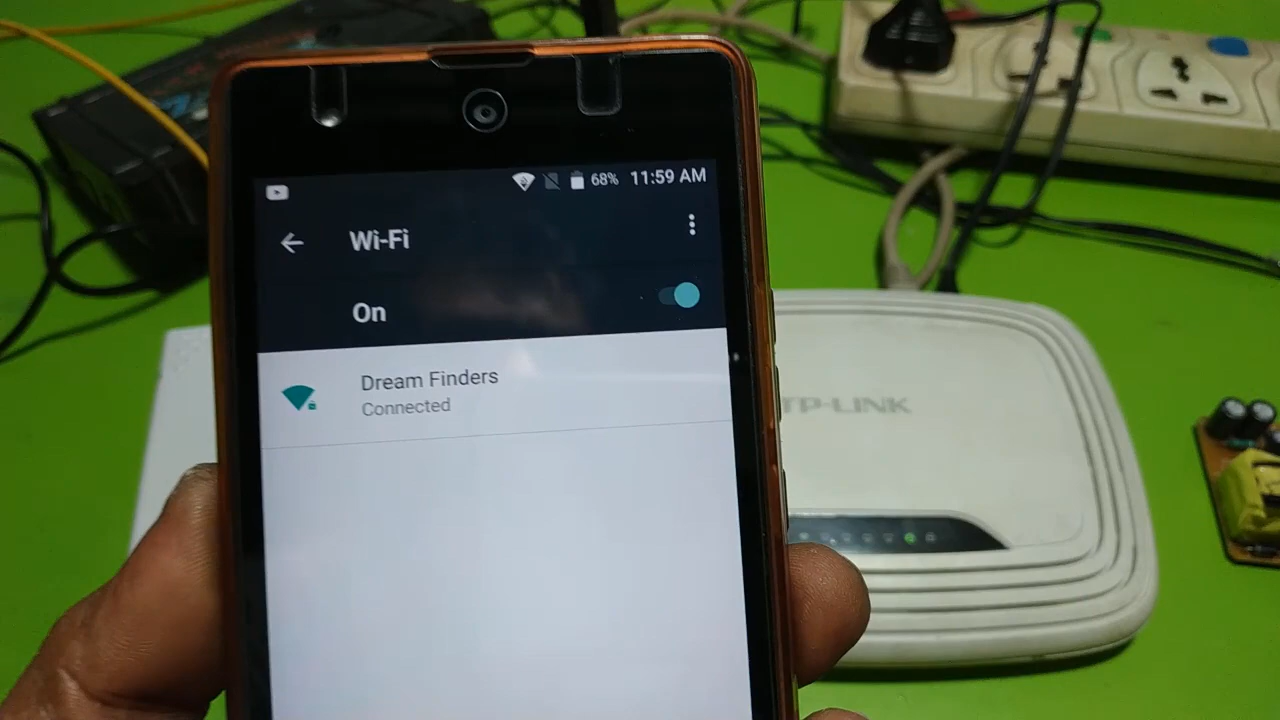 68% 11:59 AM
Wi-Fi
On
Dream Finders
Connected
TP-LINK